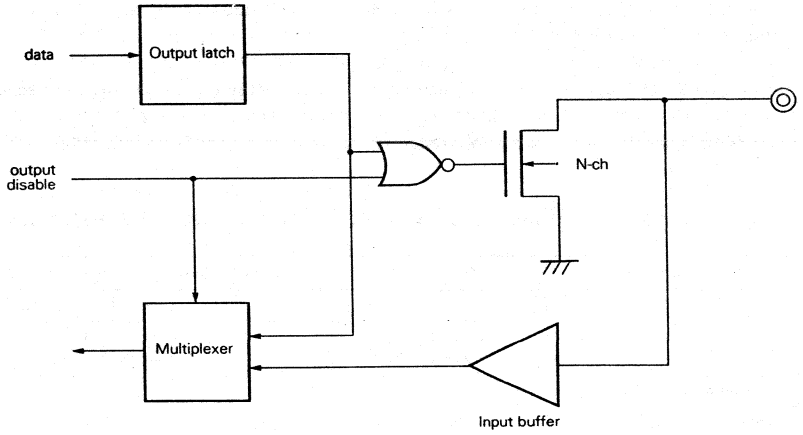 data
Output latch
output
disable
N-ch
Multiplexer
Input buffer